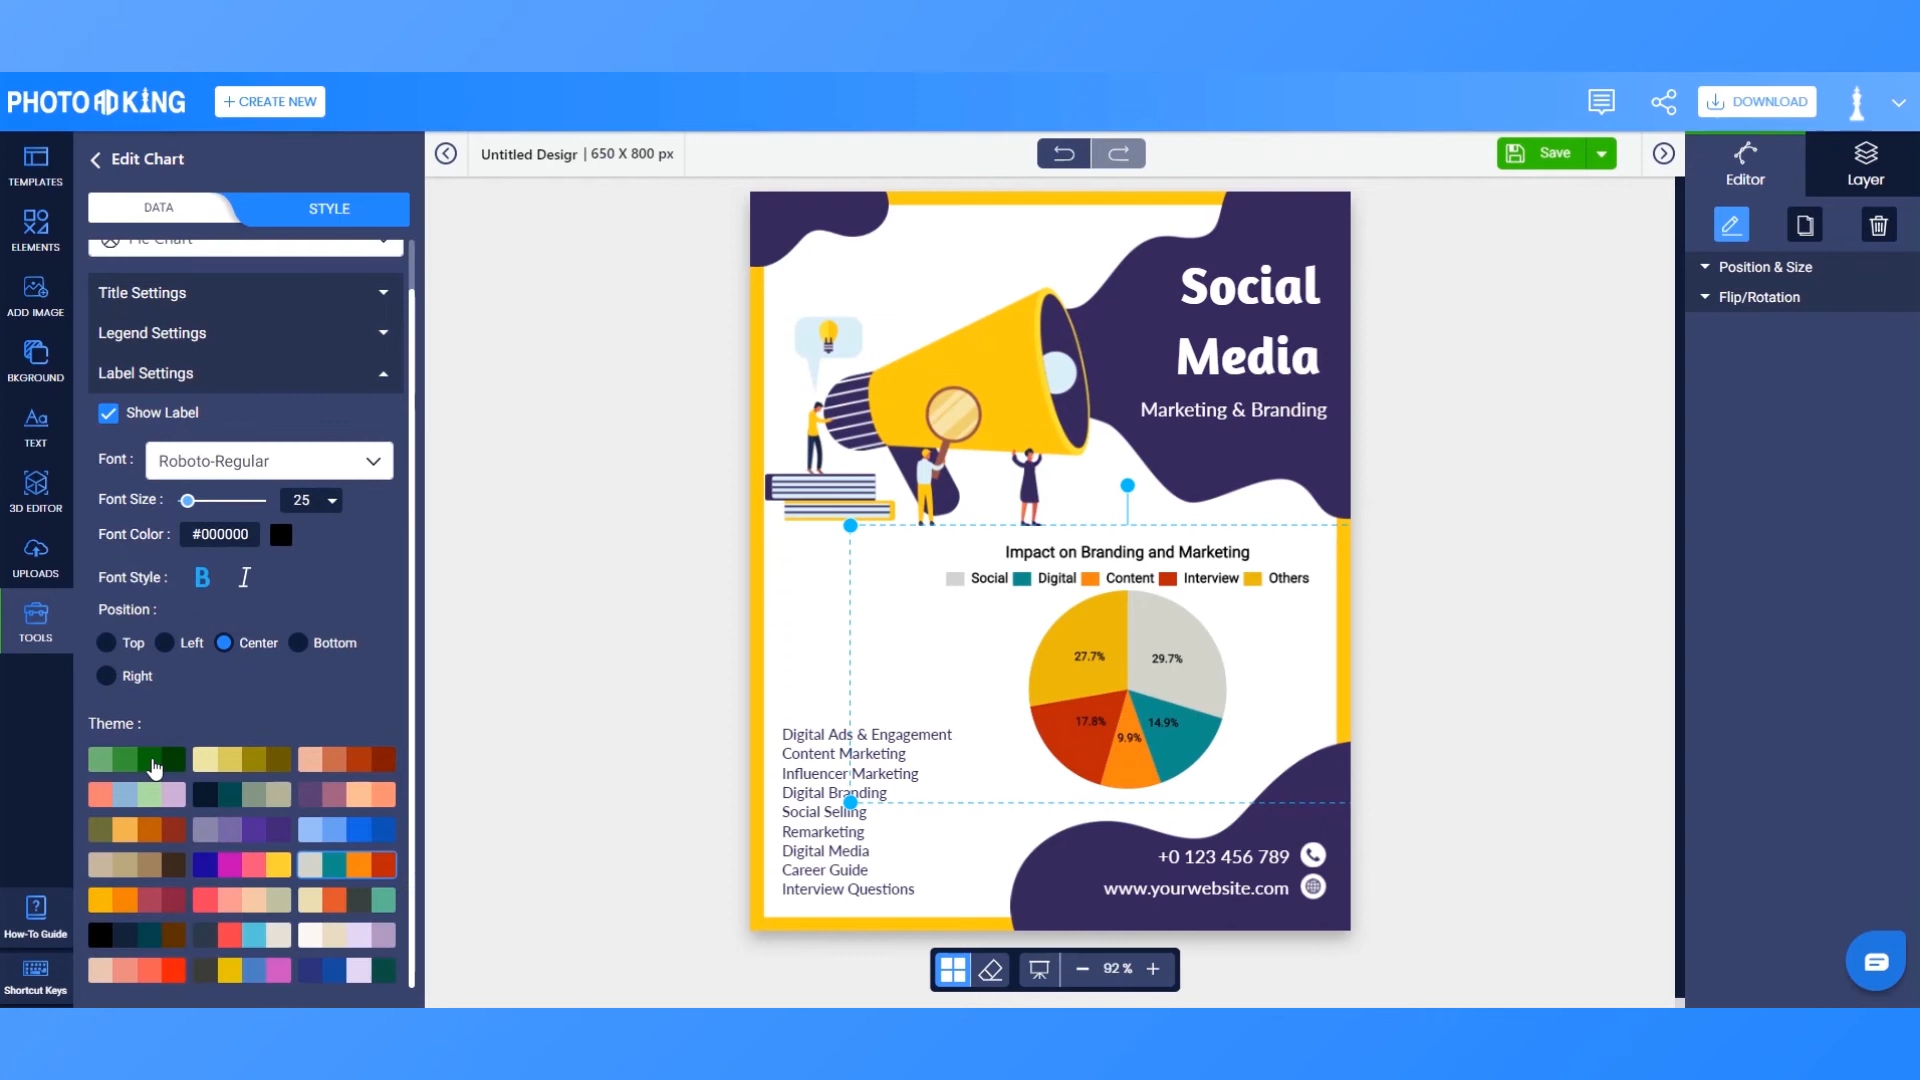 PHOTO AD KING
+ CREATE NEW
DOWNLOAD
TEMPLATES
ELEMENTS
ADD IMAGE
BKGROUND
TEXT
3D EDITOR
UPLOADS
TOOLS
How-To Guide
Shortcut Keys
Edit Chart
DATA
STYLE
Pie Chart
Title Settings
Legend Settings
Label Settings
Show Label
Font : Roboto-Regular
Font Size : 25
Font Color : #000000
Font Style : B I
Position :
Top Left Center Bottom
Right
Theme :
Untitled Desigr | 650 X 800 px
Save
Social
Media
Marketing & Branding
Impact on Branding and Marketing
Social Digital Content Interview Others
27.7% 29.7%
17.8% 14.9%
9.9%
Digital Ads & Engagement
Content Marketing
Influencer Marketing
Digital Branding
Social Selling
Remarketing
Digital Media
Career Guide
Interview Questions
+0 123 456 789
www.yourwebsite.com
92 %
Editor
Layer
Position & Size
Flip/Rotation